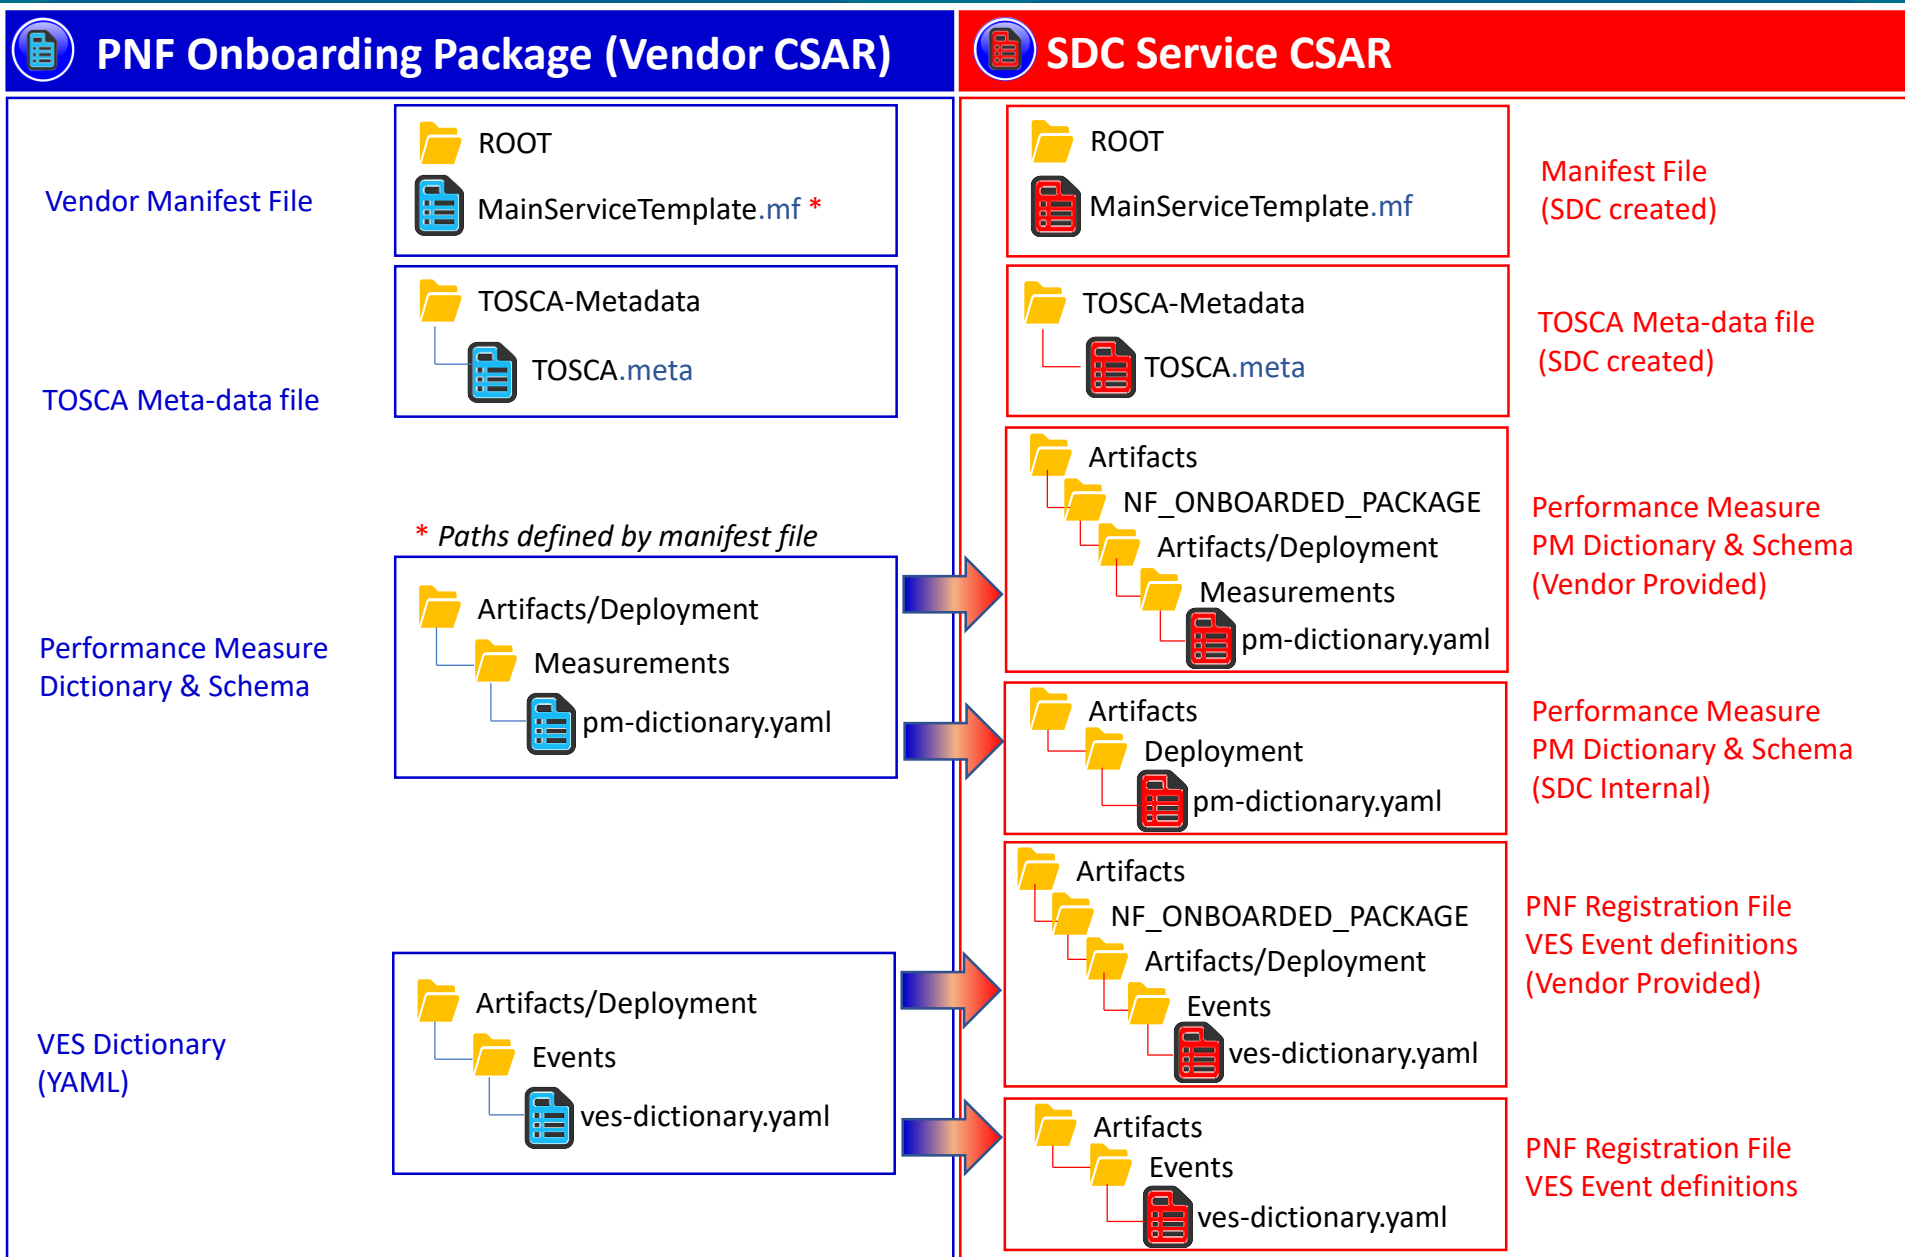 PNF Onboarding Package (Vendor CSAR)
SDC Service CSAR
Vendor Manifest File
ROOT
MainServiceTemplate.mf *
TOSCA Meta-data file
TOSCA-Metadata
TOSCA.meta
* Paths defined by manifest file
Performance Measure
Dictionary & Schema
Artifacts/Deployment
Measurements
pm-dictionary.yaml
VES Dictionary
(YAML)
Artifacts/Deployment
Events
ves-dictionary.yaml
ROOT
MainServiceTemplate.mf
Manifest File
(SDC created)
TOSCA-Metadata
TOSCA.meta
TOSCA Meta-data file
(SDC created)
Artifacts
NF_ONBOARDED_PACKAGE
Artifacts/Deployment
Measurements
pm-dictionary.yaml
Performance Measure
PM Dictionary & Schema
(Vendor Provided)
Artifacts
Deployment
pm-dictionary.yaml
Performance Measure
PM Dictionary & Schema
(SDC Internal)
Artifacts
NF_ONBOARDED_PACKAGE
Artifacts/Deployment
Events
ves-dictionary.yaml
PNF Registration File
VES Event definitions
(Vendor Provided)
Artifacts
Events
ves-dictionary.yaml
PNF Registration File
VES Event definitions